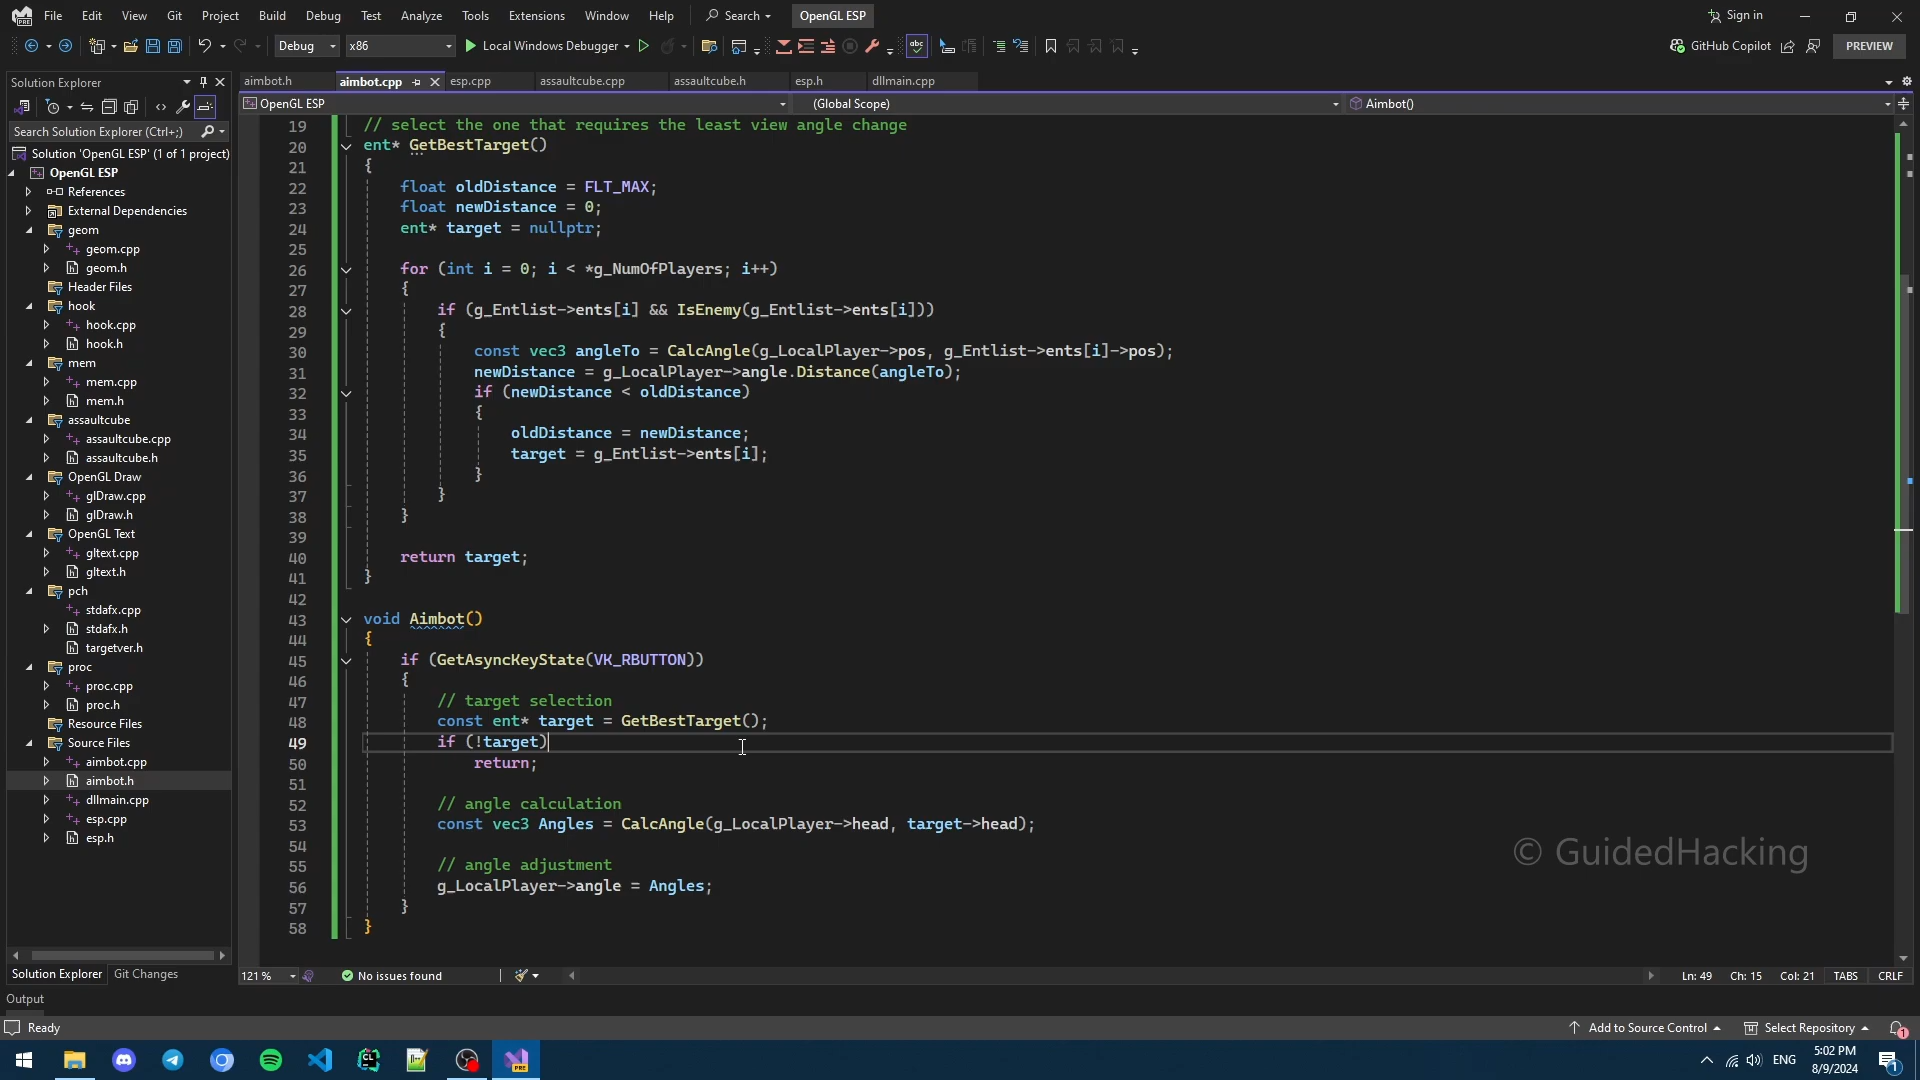 File Edit View Git Project Build Debug Test Analyze Tools Extensions Window Help Search OpenGL ESP Sign in
Debug x86 Local Windows Debugger GitHub Copilot PREVIEW
Solution Explorer
Search Solution Explorer (Ctrl+;)
Solution 'OpenGL ESP' (1 of 1 project)
OpenGL ESP
References
External Dependencies
geom
geom.cpp
geom.h
Header Files
hook
hook.cpp
hook.h
mem
mem.cpp
mem.h
assaultcube
assaultcube.cpp
assaultcube.h
OpenGL Draw
glDraw.cpp
glDraw.h
OpenGL Text
gltext.cpp
gltext.h
pch
stdafx.cpp
stdafx.h
targetver.h
proc
proc.cpp
proc.h
Resource Files
Source Files
aimbot.cpp
aimbot.h
dllmain.cpp
esp.cpp
esp.h
Solution Explorer Git Changes
aimbot.h aimbot.cpp esp.cpp assaultcube.cpp assaultcube.h esp.h dllmain.cpp
OpenGL ESP (Global Scope) Aimbot()
19 // select the one that requires the least view angle change
20 ent* GetBestTarget()
21 {
22 float oldDistance = FLT_MAX;
23 float newDistance = 0;
24 ent* target = nullptr;
25
26 for (int i = 0; i < *g_NumOfPlayers; i++)
27 {
28 if (g_Entlist->ents[i] && IsEnemy(g_Entlist->ents[i]))
29 {
30 const vec3 angleTo = CalcAngle(g_LocalPlayer->pos, g_Entlist->ents[i]->pos);
31 newDistance = g_LocalPlayer->angle.Distance(angleTo);
32 if (newDistance < oldDistance)
33 {
34 oldDistance = newDistance;
35 target = g_Entlist->ents[i];
36 }
37 }
38 }
39
40 return target;
41 }
42
43 void Aimbot()
44 {
45 if (GetAsyncKeyState(VK_RBUTTON))
46 {
47 // target selection
48 const ent* target = GetBestTarget();
49 if (!target)
50 return;
51
52 // angle calculation
53 const vec3 Angles = CalcAngle(g_LocalPlayer->head, target->head);
54
55 // angle adjustment
56 g_LocalPlayer->angle = Angles;
57 }
58 }
© GuidedHacking
121 % No issues found Ln: 49 Ch: 15 Col: 21 TABS CRLF
Output
Ready Add to Source Control Select Repository 1
ENG 5:02 PM
8/9/2024 1